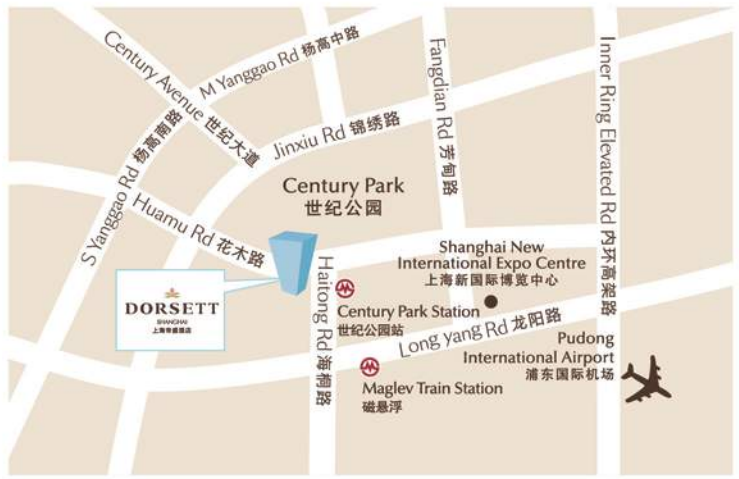 Century Avenue 世纪大道
M Yanggao Rd 杨高中路
Fangdian Rd 芳甸路
Inner Ring Elevated Rd 内环高架路
S Yanggao Rd 杨高南路
Jinxiu Rd 锦绣路
Century Park
世纪公园
Huamu Rd 花木路
Shanghai New
International Expo Centre
上海新国际博览中心
DORSETT
SHANGHAI
上海帝盛酒店
Haitong Rd 海桐路
Century Park Station
世纪公园站
Long yang Rd 龙阳路
Pudong
International Airport
浦东国际机场
Maglev Train Station
磁悬浮